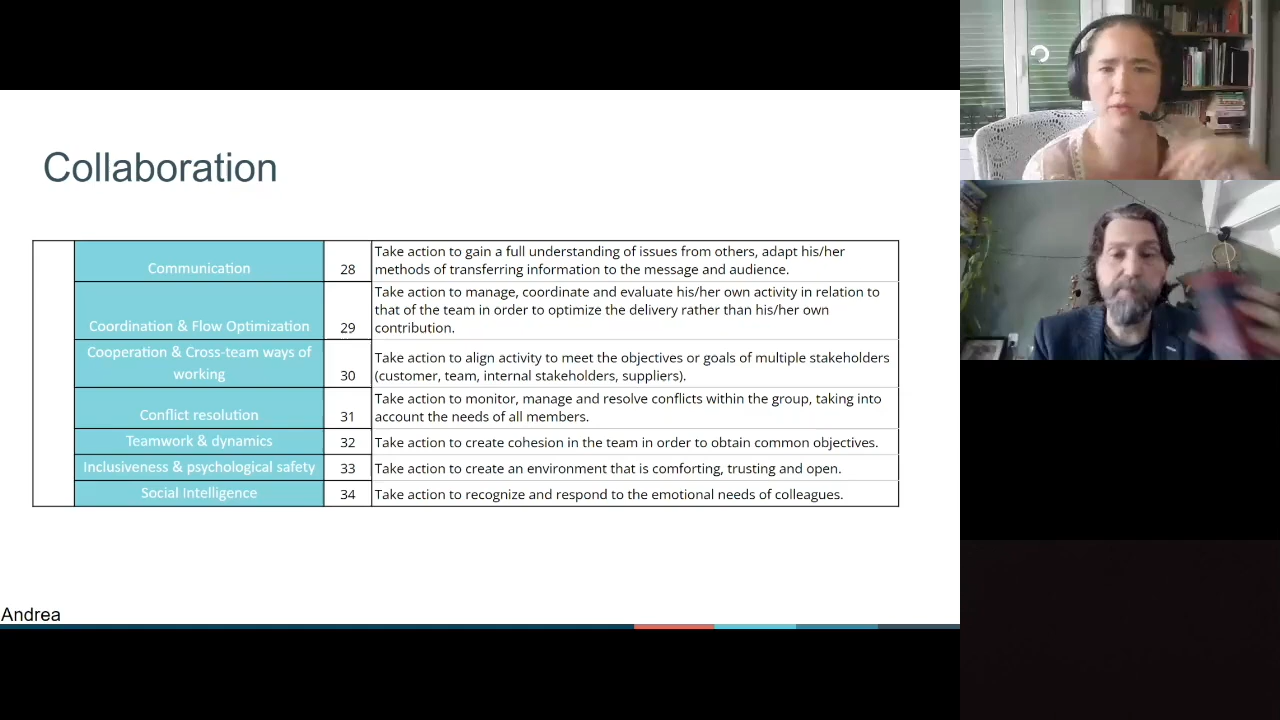 Collaboration
Communication
28
Take action to gain a full understanding of issues from others, adapt his/her
methods of transferring information to the message and audience.
Coordination & Flow Optimization
29
Take action to manage, coordinate and evaluate his/her own activity in relation to
that of the team in order to optimize the delivery rather than his/her own
contribution.
Cooperation & Cross-team ways of
working
30
Take action to align activity to meet the objectives or goals of multiple stakeholders
(customer, team, internal stakeholders, suppliers).
Conflict resolution
31
Take action to monitor, manage and resolve conflicts within the group, taking into
account the needs of all members.
Teamwork & dynamics
32
Take action to create cohesion in the team in order to obtain common objectives.
Inclusiveness & psychological safety
33
Take action to create an environment that is comforting, trusting and open.
Social Intelligence
34
Take action to recognize and respond to the emotional needs of colleagues.
Andrea